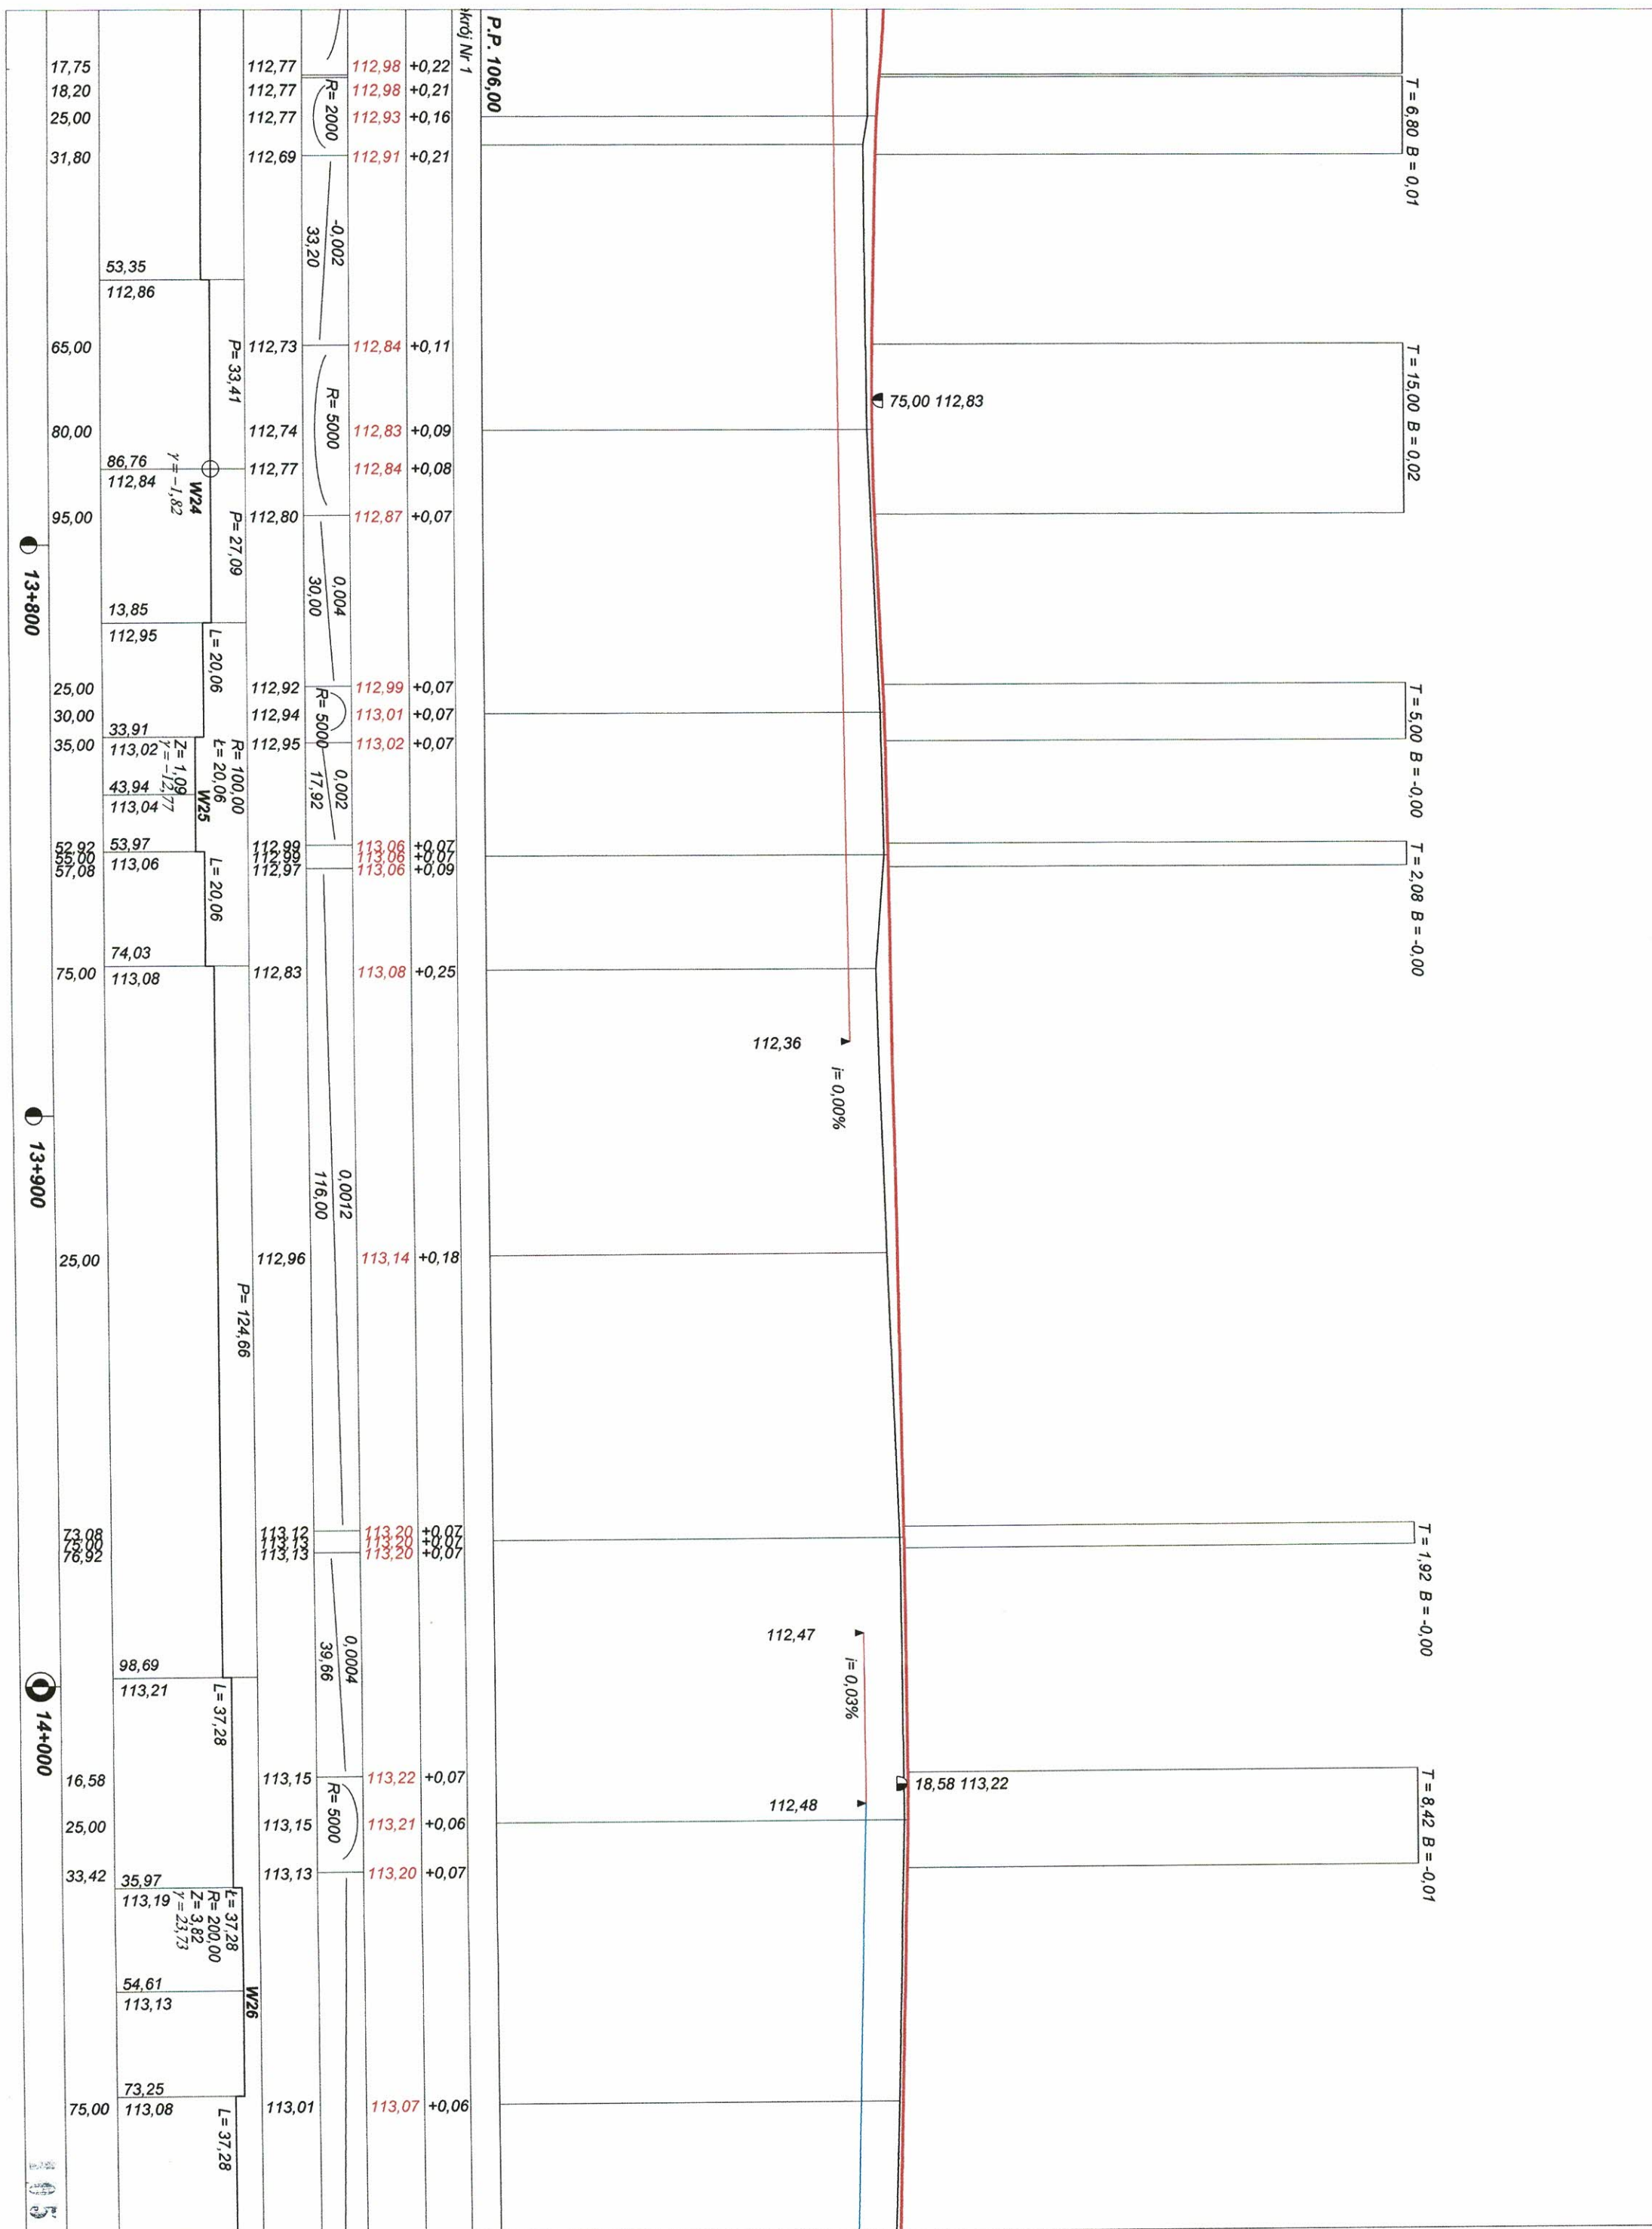 ekrój Nr 1
P.P. 106,00
T = 6,80 B = 0,01
17,75 112,77 112,98 +0,22
18,20 112,77 112,98 +0,21
R= 2000
25,00 112,77 112,93 +0,16
31,80 112,69 112,91 +0,21
-0,002
33,20
53,35
112,86
T = 15,00 B = 0,02
65,00 112,73 112,84 +0,11
P= 33,41
R= 5000
75,00 112,83
80,00 112,74 112,83 +0,09
86,76 112,77 112,84 +0,08
112,84
γ = -1,82
W24
95,00 112,80 112,87 +0,07
P= 27,09
13+800
0,004
30,00
13,85
112,95
L= 20,06
T = 5,00 B = -0,00
25,00 112,92 112,99 +0,07
R= 5000
30,00 112,94 113,01 +0,07
33,91
35,00 113,02 112,95 113,02 +0,07
Z= 1,09
γ = -12,77
R= 100,00
Ł= 20,06
W25
0,002
17,92
43,94
113,04
T = 2,08 B = -0,00
52,92 53,97 112,99 113,06 +0,07
55,00 112,99 113,06 +0,07
57,08 113,06 112,97 113,06 +0,09
L= 20,06
74,03
75,00 113,08 112,83 113,08 +0,25
112,36
i= 0,00%
13+900
0,0012
116,00
25,00 112,96 113,14 +0,18
P= 124,66
T = 1,92 B = -0,00
73,08 113,12 113,20 +0,07
75,00 113,20 +0,07
76,92 113,13 113,20 +0,07
112,47
i= 0,03%
0,0004
39,66
98,69
113,21
L= 37,28
14+000
T = 8,42 B = -0,01
16,58 113,15 113,22 +0,07
18,58 113,22
R= 5000
112,48
25,00 113,15 113,21 +0,06
33,42 35,97 113,13 113,20 +0,07
113,19
Ł= 37,28
R= 200,00
Z= 3,82
γ = 23,73
54,61
113,13
W26
73,25
75,00 113,08 113,01 113,07 +0,06
L= 37,28